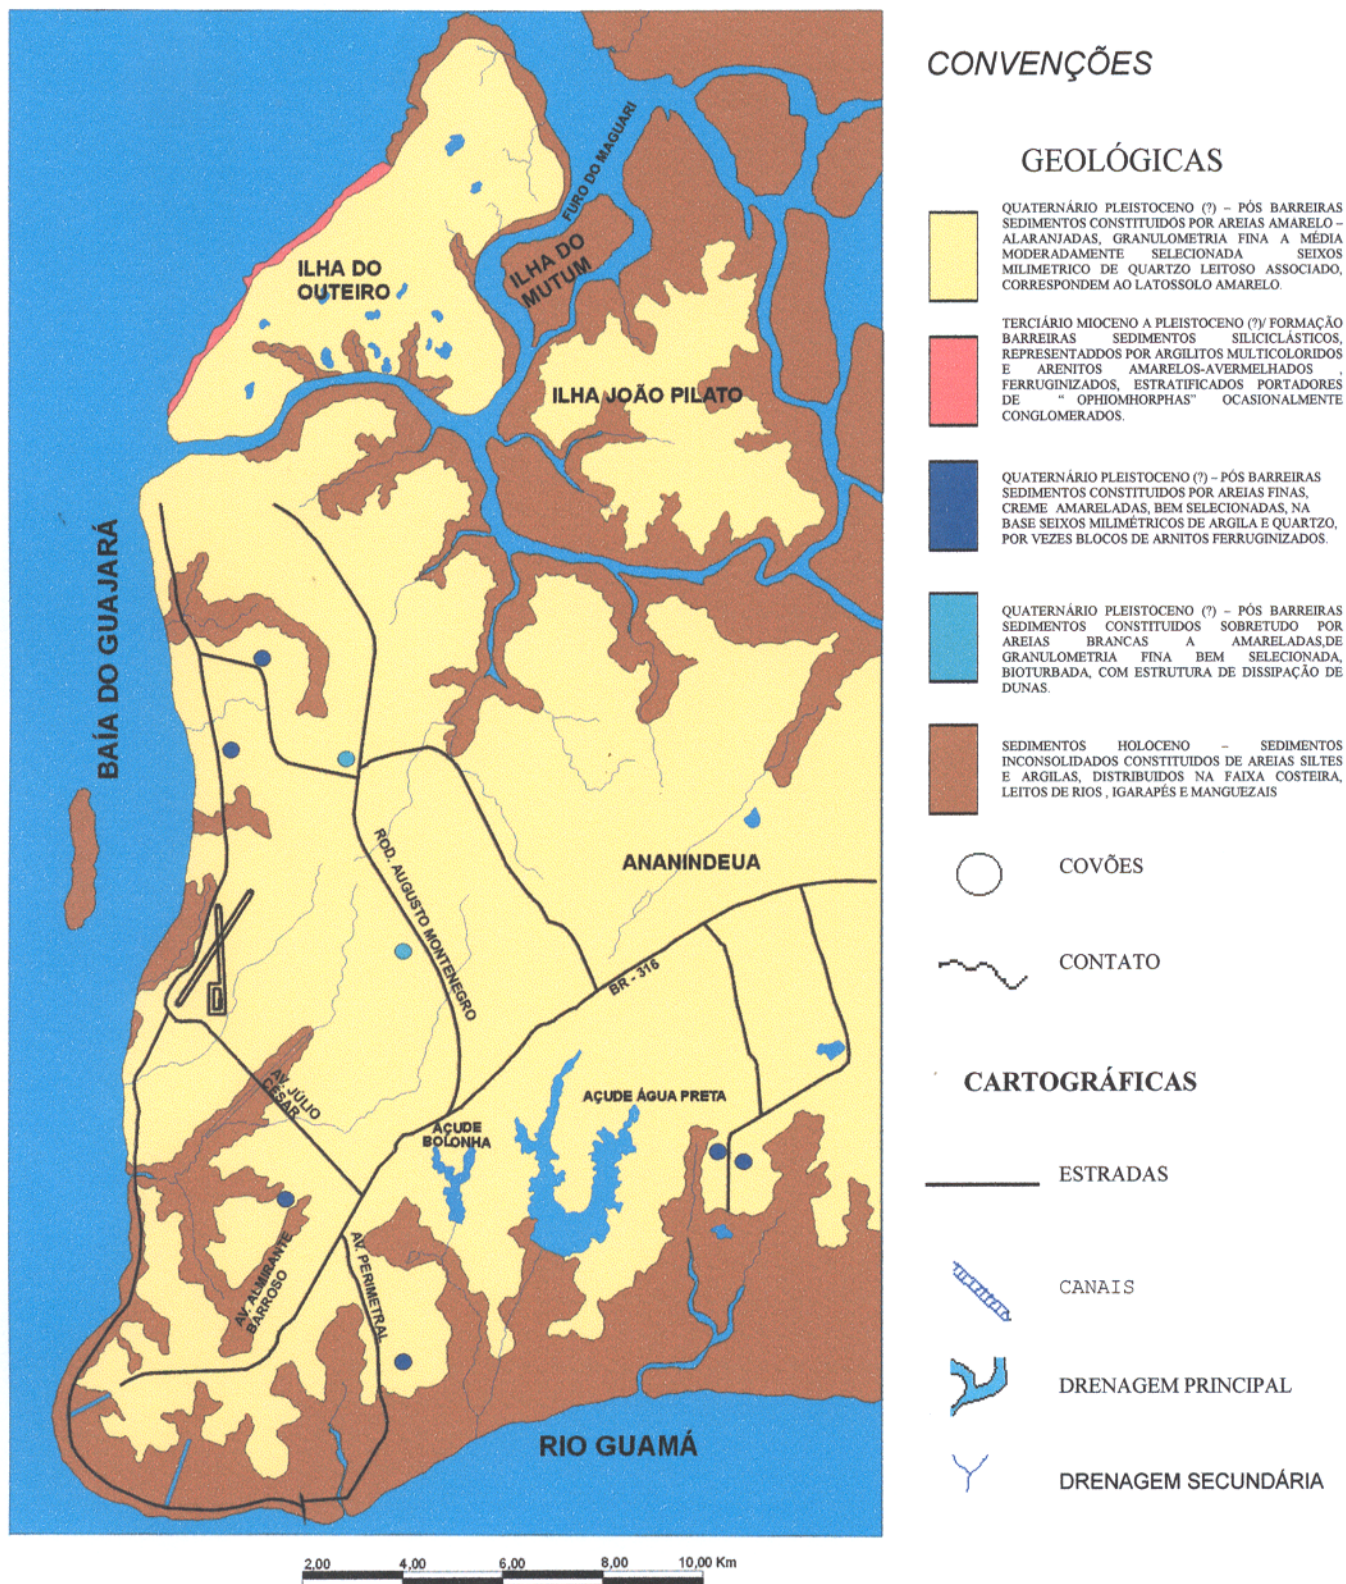 CONVENÇÕES
GEOLÓGICAS
QUATERNÁRIO PLEISTOCENO (?) – PÓS BARREIRAS
SEDIMENTOS CONSTITUIDOS POR AREIAS AMARELO –
ALARANJADAS, GRANULOMETRIA FINA A MÉDIA
MODERADAMENTE SELECIONADA SEIXOS
MILIMETRICO DE QUARTZO LEITOSO ASSOCIADO,
CORRESPONDEM AO LATOSSOLO AMARELO.
TERCIÁRIO MIOCENO A PLEISTOCENO (?)/ FORMAÇÃO
BARREIRAS SEDIMENTOS SILICICLÁSTICOS,
REPRESENTADDOS POR ARGILITOS MULTICOLORIDOS
E ARENITOS AMARELOS-AVERMELHADOS ,
FERRUGINIZADOS, ESTRATIFICADOS PORTADORES
DE “ OPHIOMHORPHAS” OCASIONALMENTE
CONGLOMERADOS.
QUATERNÁRIO PLEISTOCENO (?) – PÓS BARREIRAS
SEDIMENTOS CONSTITUIDOS POR AREIAS FINAS,
CREME AMARELADAS, BEM SELECIONADAS, NA
BASE SEIXOS MILIMÉTRICOS DE ARGILA E QUARTZO,
POR VEZES BLOCOS DE ARNITOS FERRUGINIZADOS.
QUATERNÁRIO PLEISTOCENO (?) – PÓS BARREIRAS
SEDIMENTOS CONSTITUIDOS SOBRETUDO POR
AREIAS BRANCAS A AMARELADAS,DE
GRANULOMETRIA FINA BEM SELECIONADA,
BIOTURBADA, COM ESTRUTURA DE DISSIPAÇÃO DE
DUNAS.
SEDIMENTOS HOLOCENO – SEDIMENTOS
INCONSOLIDADOS CONSTITUIDOS DE AREIAS SILTES
E ARGILAS, DISTRIBUIDOS NA FAIXA COSTEIRA,
LEITOS DE RIOS , IGARAPÉS E MANGUEZAIS
COVÕES
CONTATO
CARTOGRÁFICAS
ESTRADAS
CANAIS
DRENAGEM PRINCIPAL
DRENAGEM SECUNDÁRIA
FURO DO MAGUARI
ILHA DO
MUTUM
ILHA DO
OUTEIRO
ILHA JOÃO PILATO
BAÍA DO GUAJARÁ
ANANINDEUA
ROD. AUGUSTO MONTENEGRO
BR - 316
AV. JÚLIO
CÉSAR
AÇUDE ÁGUA PRETA
AÇUDE
BOLONHA
AV. ALMIRANTE
BARROSO
AV. PERIMETRAL
RIO GUAMÁ
2,00 4,00 6,00 8,00 10,00 Km